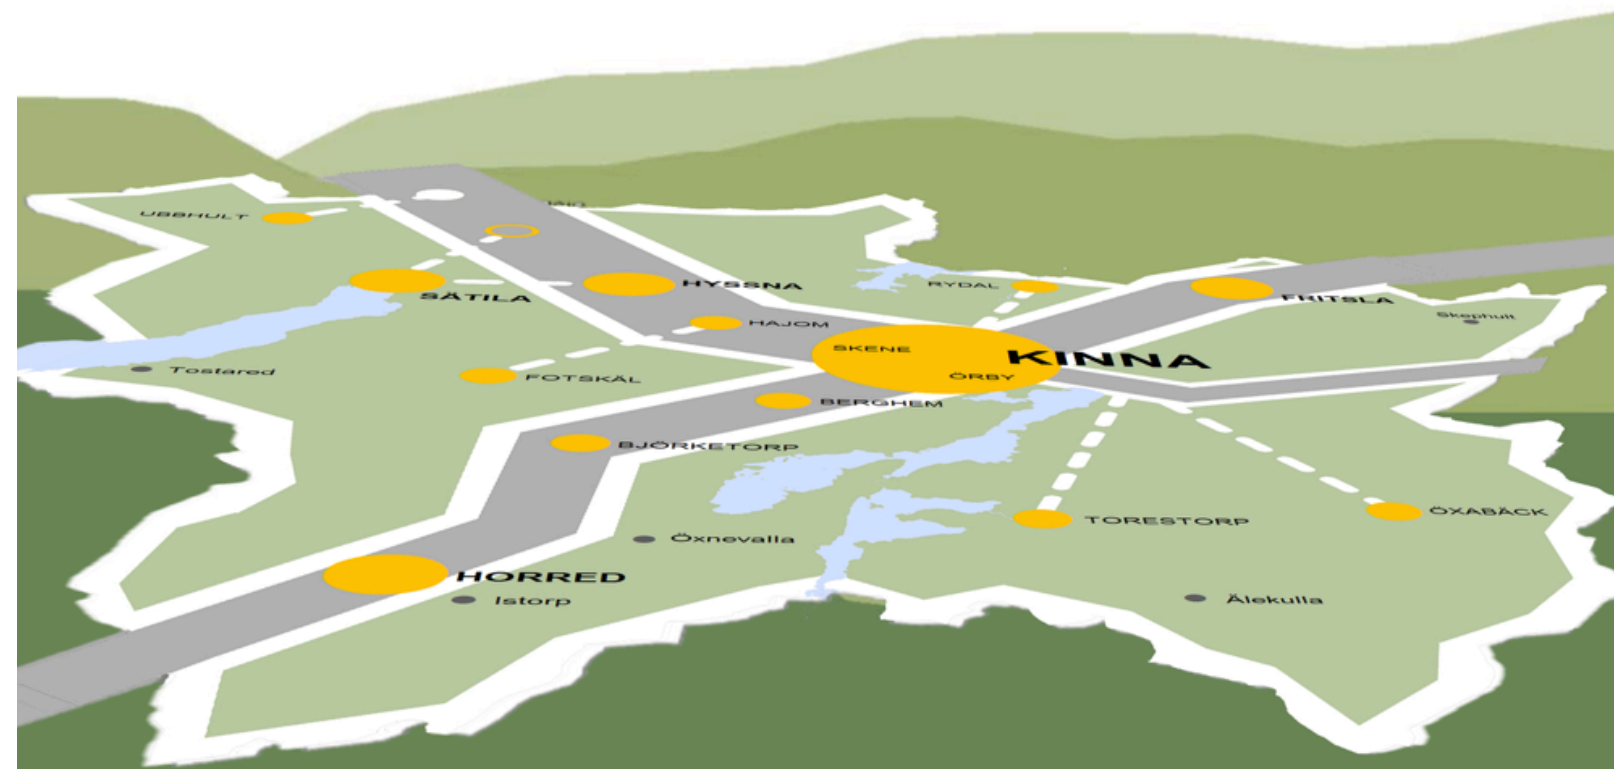 UBBHULT
SÄTILA
HYSSNA
RYDAL
FRITSLA
Skephult
HAJOM
SKENE
KINNA
Tostared
FOTSKÄL
ÖRBY
BERGHEM
BJÖRKETORP
TORESTORP
ÖXABÄCK
Öxnevalla
HORRED
Istorp
Älekulla